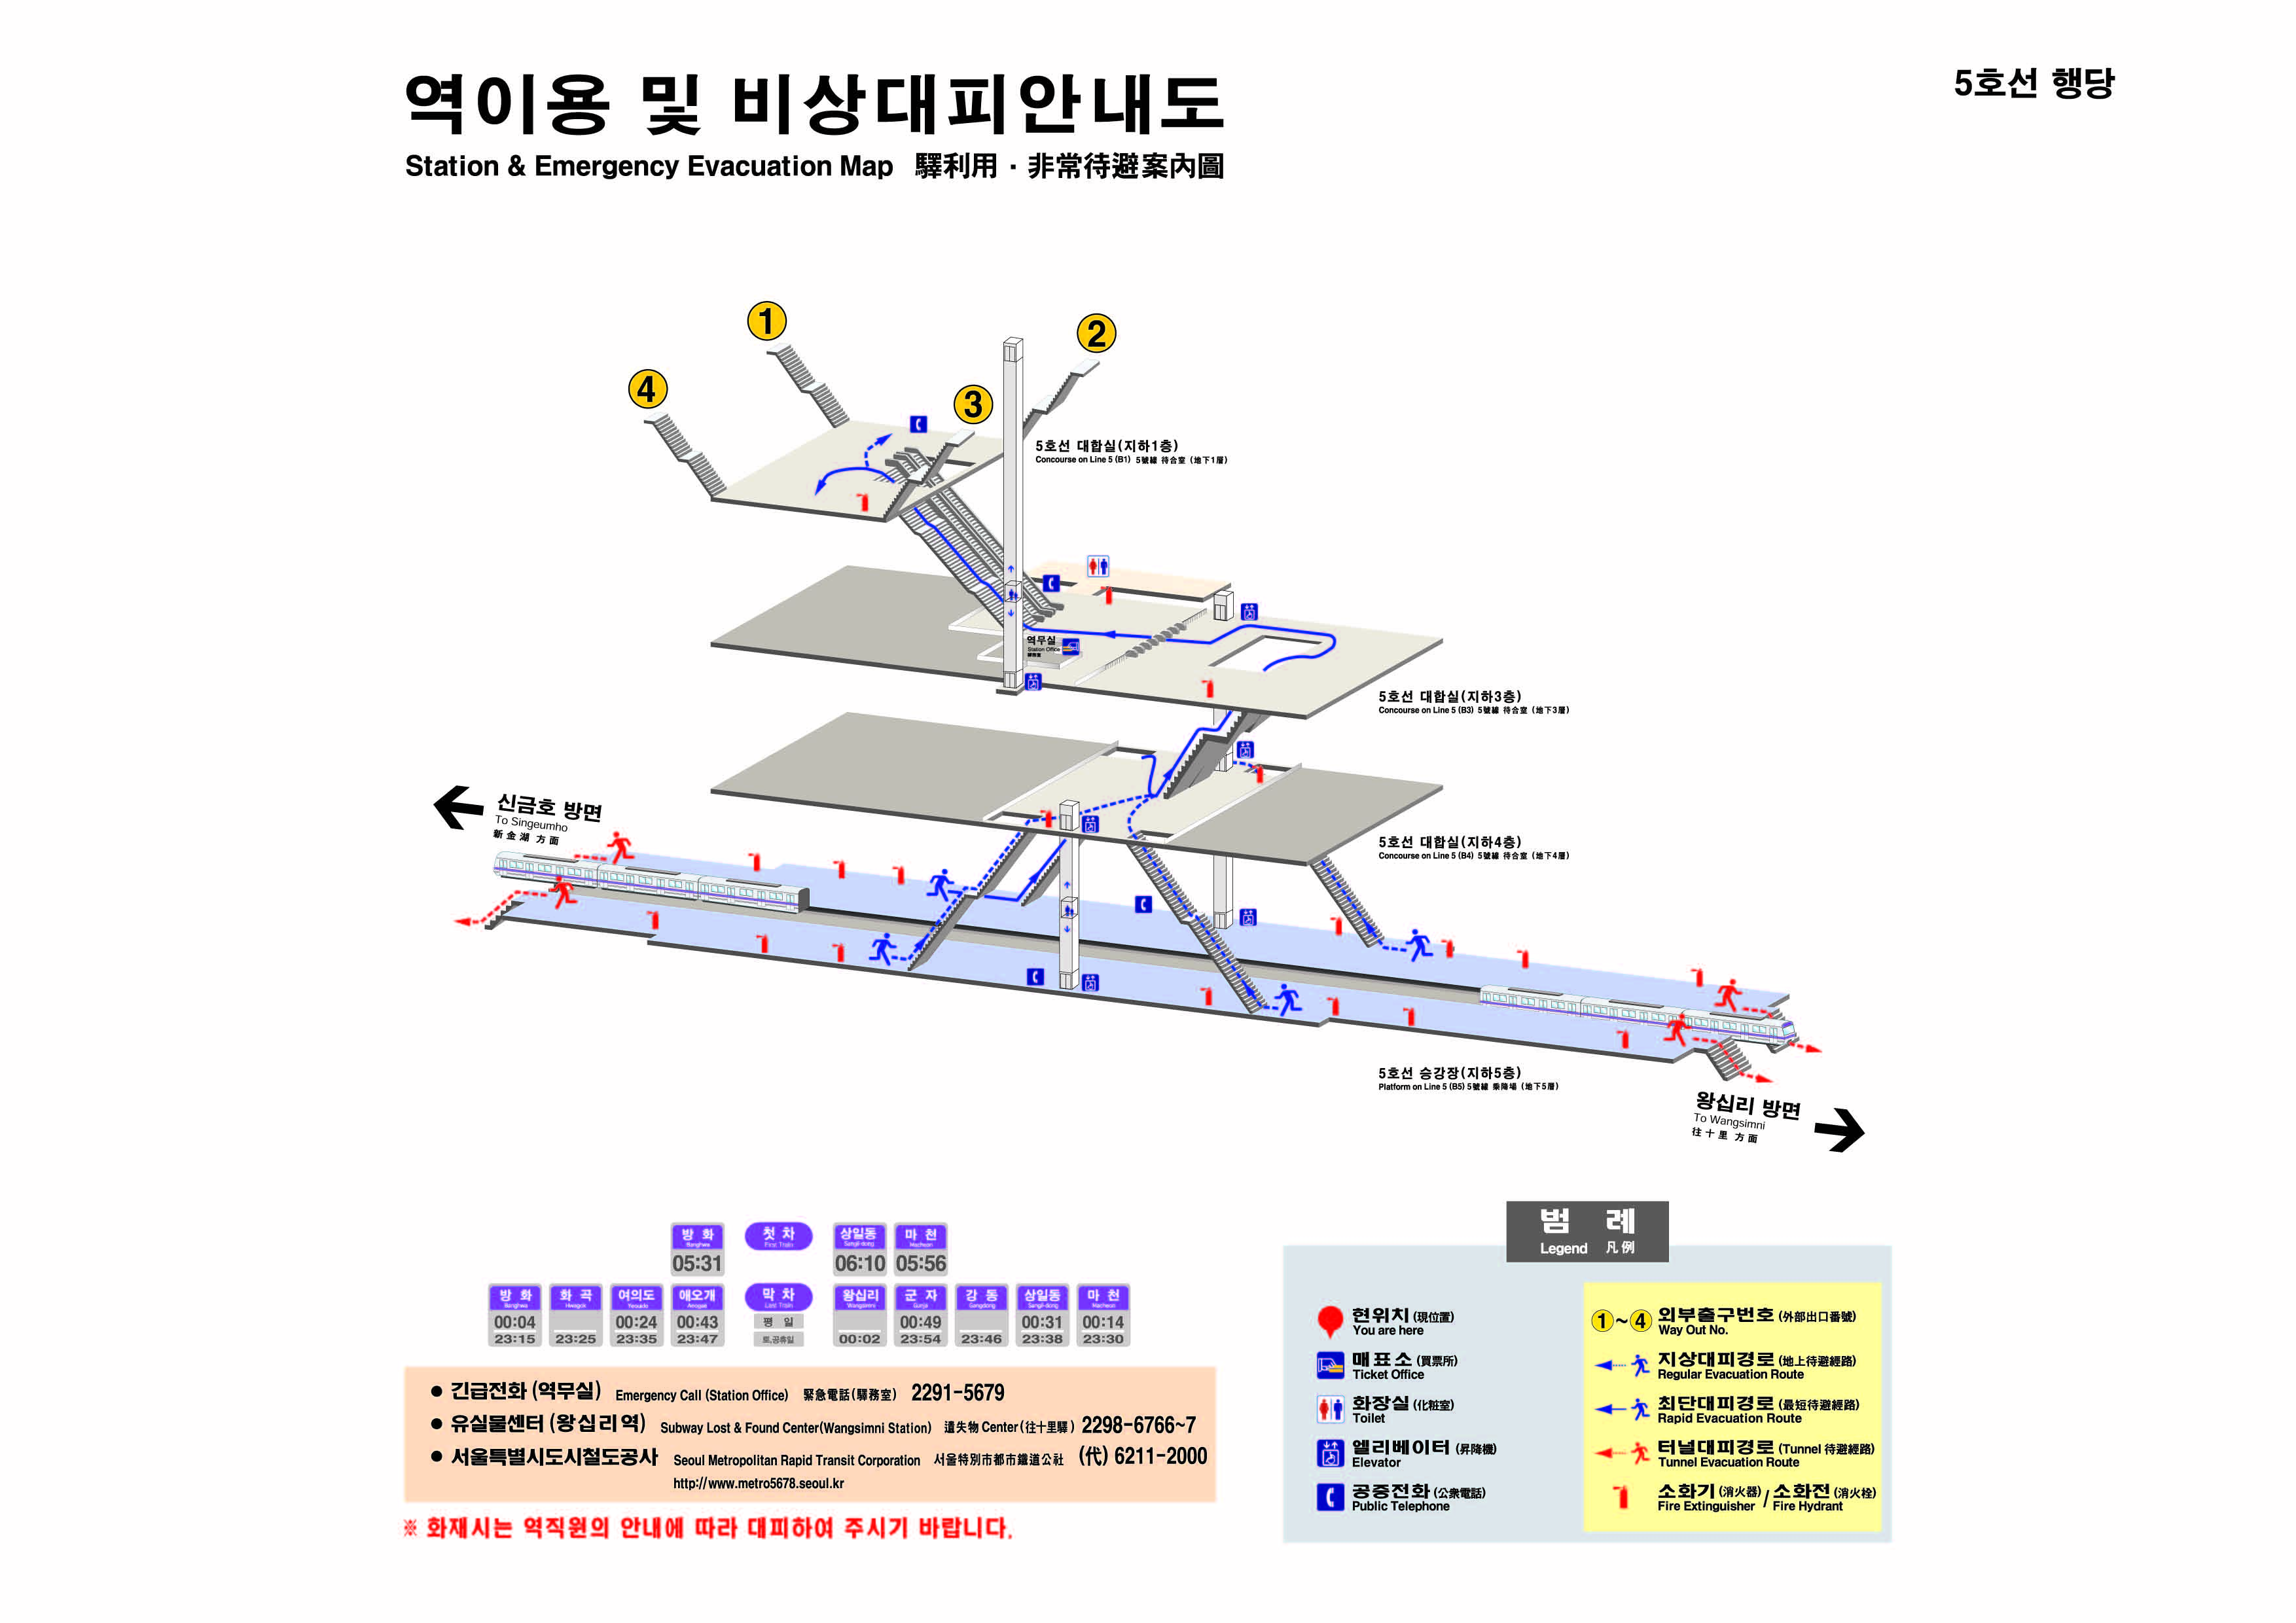 역이용 및 비상대피안내도
Station & Emergency Evacuation Map 驛利用 · 非常待避案內圖
5호선 행당
1
2
3
4
5호선 대합실(지하1층)
Concourse on Line 5 (B1) 5號線 待合室 (地下1層)
역무실
Station Office
驛務室
5호선 대합실(지하3층)
Concourse on Line 5 (B3) 5號線 待合室 (地下3層)
5호선 대합실(지하4층)
Concourse on Line 5 (B4) 5號線 待合室 (地下4層)
신금호 방면
To Singeumho
新金湖 方面
5호선 승강장(지하5층)
Platform on Line 5 (B5) 5號線 乘降場 (地下5層)
왕십리 방면
To Wangsimni
往十里 方面
방화 첫차 상일동 마천
Banghwa First Train Sangil-dong Macheon
05:31 06:10 05:56
방화 화곡 여의도 애오개 막차 왕십리 군자 강동 상일동 마천
Banghwa Hwagok Yeouido Aeogae Last Train Wangsimni Gunja Gangdong Sangil-dong Macheon
00:04 00:24 00:43 평일 00:49 00:31 00:14
23:15 23:25 23:35 23:47 토,공휴일 00:02 23:54 23:46 23:38 23:30
● 긴급전화 (역무실) Emergency Call (Station Office) 緊急電話(驛務室) 2291-5679
● 유실물센터 (왕십리역) Subway Lost & Found Center(Wangsimni Station) 遺失物 Center (往十里驛) 2298-6766~7
● 서울특별시도시철도공사 Seoul Metropolitan Rapid Transit Corporation 서울特別市都市鐵道公社 (代) 6211-2000
http://www.metro5678.seoul.kr
※ 화재시는 역직원의 안내에 따라 대피하여 주시기 바랍니다.
범례
Legend 凡例
현위치 (現位置)
You are here
매표소 (買票所)
Ticket Office
화장실 (化粧室)
Toilet
엘리베이터 (昇降機)
Elevator
공중전화 (公衆電話)
Public Telephone
1~4 외부출구번호 (外部出口番號)
Way Out No.
지상대피경로 (地上待避經路)
Regular Evacuation Route
최단대피경로 (最短待避經路)
Rapid Evacuation Route
터널대피경로 (Tunnel 待避經路)
Tunnel Evacuation Route
소화기 (消火器) / 소화전 (消火栓)
Fire Extinguisher / Fire Hydrant